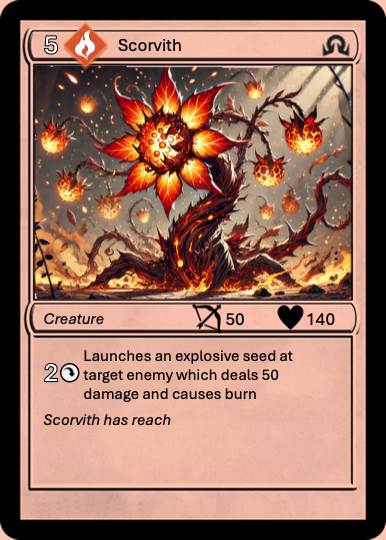 5 Scorvith
Creature 50 140
Launches an explosive seed at
2 target enemy which deals 50
damage and causes burn
Scorvith has reach